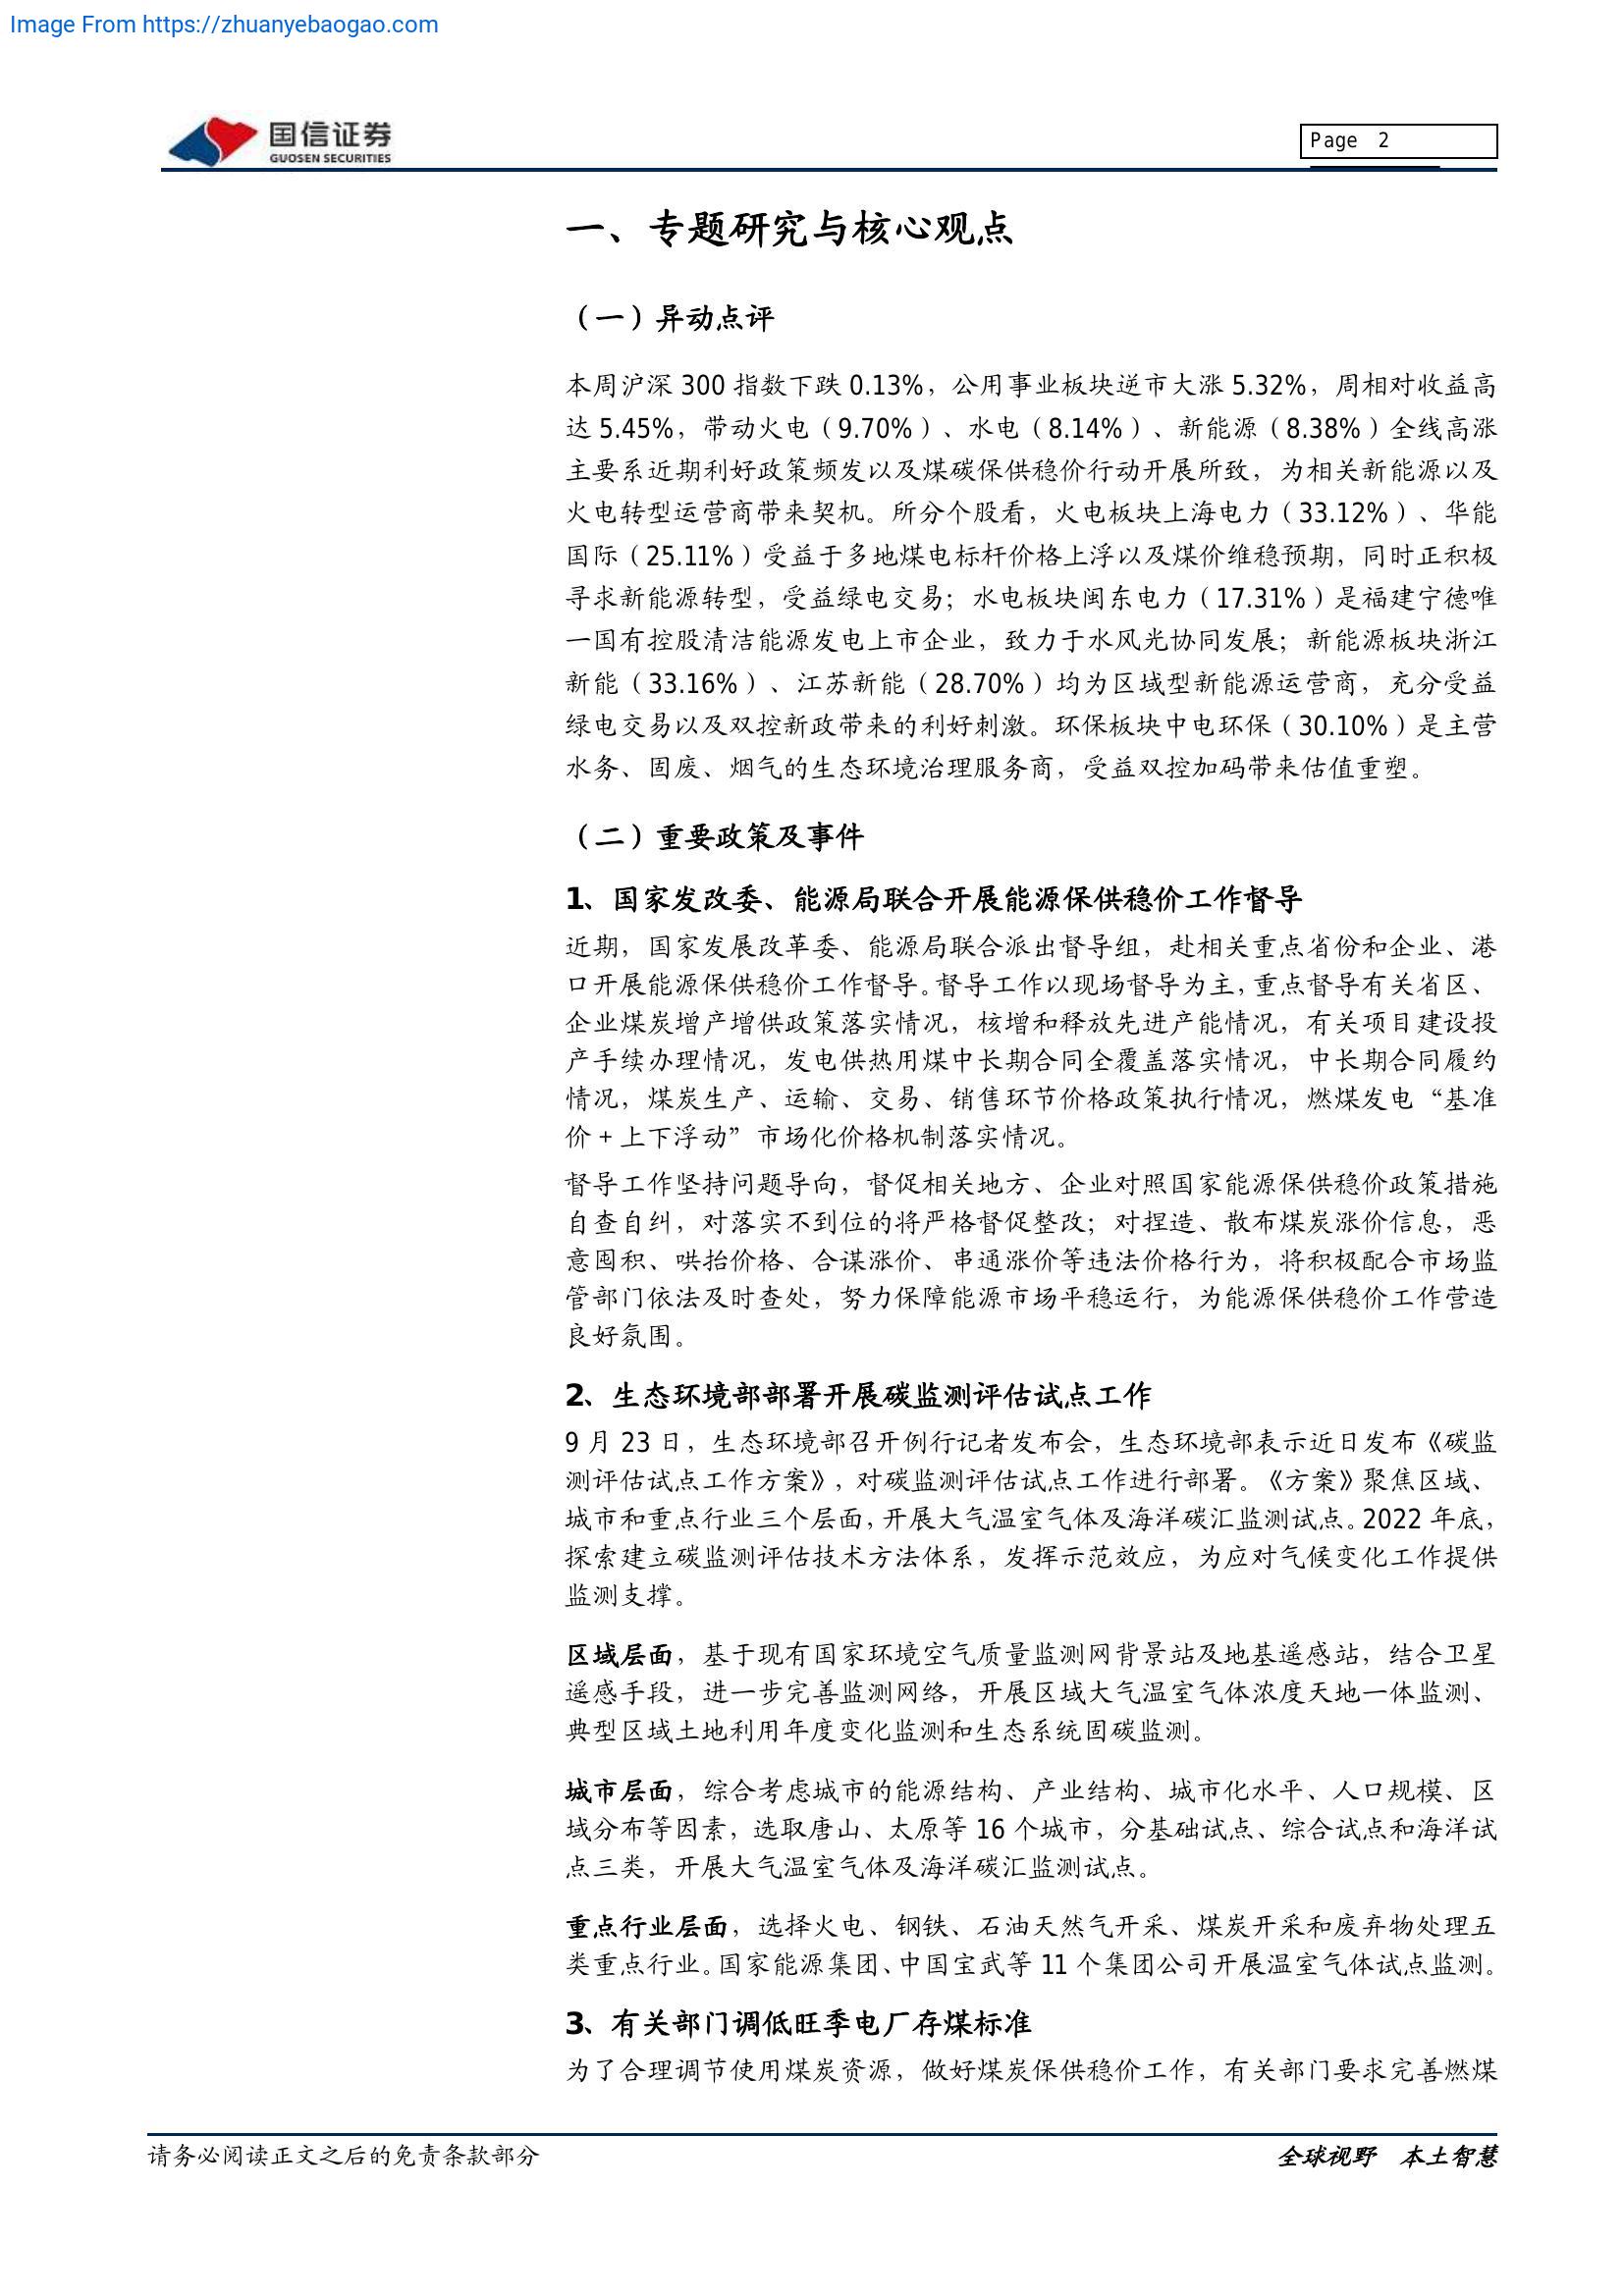 Image From https://zhuanyebaogao.com
国信证券
GUOSEN SECURITIES
Page 2
一、专题研究与核心观点
（一）异动点评
本周沪深 300 指数下跌 0.13%，公用事业板块逆市大涨 5.32%，周相对收益高
达 5.45%，带动火电（9.70%）、水电（8.14%）、新能源（8.38%）全线高涨
主要系近期利好政策频发以及煤碳保供稳价行动开展所致，为相关新能源以及
火电转型运营商带来契机。所分个股看，火电板块上海电力（33.12%）、华能
国际（25.11%）受益于多地煤电标杆价格上浮以及煤价维稳预期，同时正积极
寻求新能源转型，受益绿电交易；水电板块闽东电力（17.31%）是福建宁德唯
一国有控股清洁能源发电上市企业，致力于水风光协同发展；新能源板块浙江
新能（33.16%）、江苏新能（28.70%）均为区域型新能源运营商，充分受益
绿电交易以及双控新政带来的利好刺激。环保板块中电环保（30.10%）是主营
水务、固废、烟气的生态环境治理服务商，受益双控加码带来估值重塑。
（二）重要政策及事件
1、国家发改委、能源局联合开展能源保供稳价工作督导
近期，国家发展改革委、能源局联合派出督导组，赴相关重点省份和企业、港
口开展能源保供稳价工作督导。督导工作以现场督导为主，重点督导有关省区、
企业煤炭增产增供政策落实情况，核增和释放先进产能情况，有关项目建设投
产手续办理情况，发电供热用煤中长期合同全覆盖落实情况，中长期合同履约
情况，煤炭生产、运输、交易、销售环节价格政策执行情况，燃煤发电“基准
价+上下浮动”市场化价格机制落实情况。
督导工作坚持问题导向，督促相关地方、企业对照国家能源保供稳价政策措施
自查自纠，对落实不到位的将严格督促整改；对捏造、散布煤炭涨价信息，恶
意囤积、哄抬价格、合谋涨价、串通涨价等违法价格行为，将积极配合市场监
管部门依法及时查处，努力保障能源市场平稳运行，为能源保供稳价工作营造
良好氛围。
2、生态环境部部署开展碳监测评估试点工作
9 月 23 日，生态环境部召开例行记者发布会，生态环境部表示近日发布《碳监
测评估试点工作方案》，对碳监测评估试点工作进行部署。《方案》聚焦区域、
城市和重点行业三个层面，开展大气温室气体及海洋碳汇监测试点。2022 年底，
探索建立碳监测评估技术方法体系，发挥示范效应，为应对气候变化工作提供
监测支撑。
区域层面，基于现有国家环境空气质量监测网背景站及地基遥感站，结合卫星
遥感手段，进一步完善监测网络，开展区域大气温室气体浓度天地一体监测、
典型区域土地利用年度变化监测和生态系统固碳监测。
城市层面，综合考虑城市的能源结构、产业结构、城市化水平、人口规模、区
域分布等因素，选取唐山、太原等 16 个城市，分基础试点、综合试点和海洋试
点三类，开展大气温室气体及海洋碳汇监测试点。
重点行业层面，选择火电、钢铁、石油天然气开采、煤炭开采和废弃物处理五
类重点行业。国家能源集团、中国宝武等 11 个集团公司开展温室气体试点监测。
3、有关部门调低旺季电厂存煤标准
为了合理调节使用煤炭资源，做好煤炭保供稳价工作，有关部门要求完善燃煤
请务必阅读正文之后的免责条款部分
全球视野 本土智慧